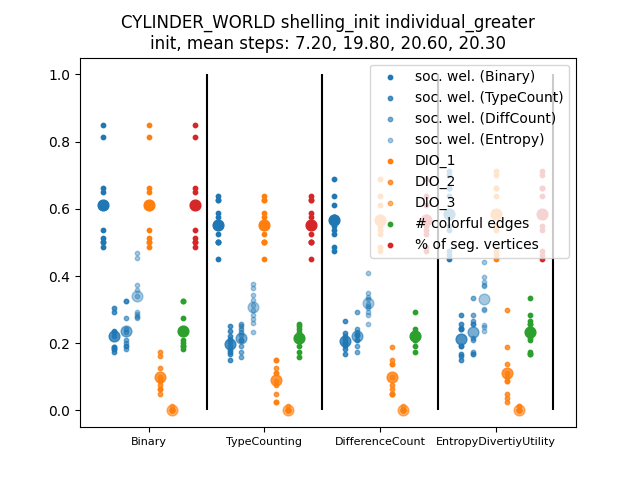 CYLINDER_WORLD shelling_init individual_greater
init, mean steps: 7.20, 19.80, 20.60, 20.30
1.0
0.8
0.6
0.4
0.2
0.0
soc. wel. (Binary)
soc. wel. (TypeCount)
soc. wel. (DiffCount)
soc. wel. (Entropy)
DIO_1
DIO_2
DIO_3
# colorful edges
% of seg. vertices
Binary
TypeCounting
DifferenceCount
EntropyDivertiyUtility